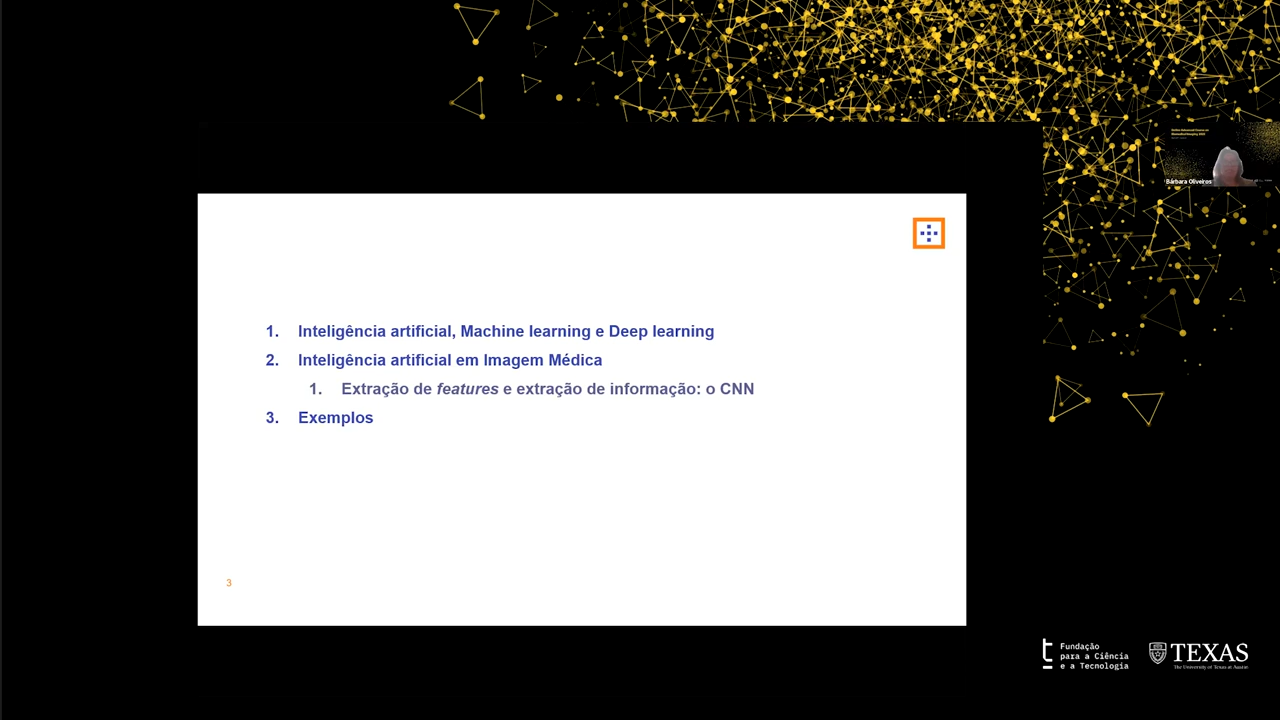 Bárbara Oliveiros
1. Inteligência artificial, Machine learning e Deep learning
2. Inteligência artificial em Imagem Médica
1. Extração de features e extração de informação: o CNN
3. Exemplos
3
Fundação
para a Ciência
e a Tecnologia
TEXAS
The University of Texas at Austin